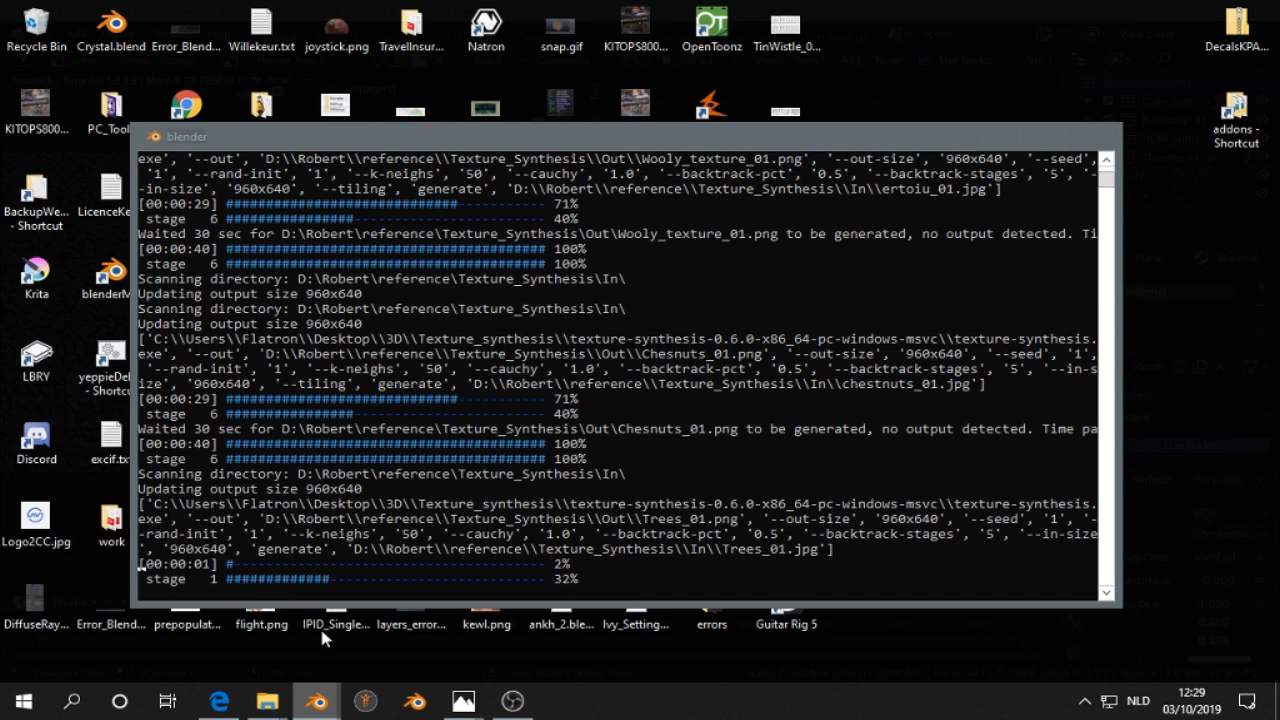 Recycle Bin
Crystal.blend
Error_Blend...
Willekeur.txt
joystick.png
TravelInsur...
Natron
snap.gif
KITOPS800...
OpenToonz
TinWistle_0...
DecalsKPA...
KITOPS800...
PC_Tool
addons -
Shortcut
BackupWe...
- Shortcut
LicenceKe
Krita
blenderM
LBRY
yeppieDel
- Shortcu
Discord
excif.tx
Logo2CC.jpg
work
blender
exe', '--out', 'D:\\Robert\\reference\\Texture_Synthesis\\Out\\Wooly_texture_01.png', '--out-size', '960x640', '--seed',
'1', '--rand-init', '1', '--k-neighs', '50', '--cauchy', '1.0', '--backtrack-pct', '0.5', '--backtrack-stages', '5', '-
-in-size', '960x640', '--tiling', 'generate', 'D:\\Robert\\reference\\Texture_Synthesis\\In\\ertoiu_01.jpg']
[00:00:29] 71%
stage 6 40%
Waited 30 sec for D:\Robert\reference\Texture_Synthesis\Out\Wooly_texture_01.png to be generated, no output detected. Ti
[00:00:40] 100%
stage 6 100%
Scanning directory: D:\Robert\reference\Texture_Synthesis\In\
Updating output size 960x640
Scanning directory: D:\Robert\reference\Texture_Synthesis\In\
Updating output size 960x640
['C:\\Users\\Flatron\\Desktop\\3D\\Texture_synthesis\\texture-synthesis-0.6.0-x86_64-pc-windows-msvc\\texture-synthesis.
exe', '--out', 'D:\\Robert\\reference\\Texture_Synthesis\\Out\\Chesnuts_01.png', '--out-size', '960x640', '--seed', '1',
'--rand-init', '1', '--k-neighs', '50', '--cauchy', '1.0', '--backtrack-pct', '0.5', '--backtrack-stages', '5', '--in-s
ize', '960x640', '--tiling', 'generate', 'D:\\Robert\\reference\\Texture_Synthesis\\In\\chestnuts_01.jpg']
[00:00:29] 71%
stage 6 40%
Waited 30 sec for D:\Robert\reference\Texture_Synthesis\Out\Chesnuts_01.png to be generated, no output detected. Time pa
[00:00:40] 100%
stage 6 100%
Scanning directory: D:\Robert\reference\Texture_Synthesis\In\
Updating output size 960x640
['C:\\Users\\Flatron\\Desktop\\3D\\Texture_synthesis\\texture-synthesis-0.6.0-x86_64-pc-windows-msvc\\texture-synthesis.
exe', '--out', 'D:\\Robert\\reference\\Texture_Synthesis\\Out\\Trees_01.png', '--out-size', '960x640', '--seed', '1', '-
-rand-init', '1', '--k-neighs', '50', '--cauchy', '1.0', '--backtrack-pct', '0.5', '--backtrack-stages', '5', '--in-size
', '960x640', 'generate', 'D:\\Robert\\reference\\Texture_Synthesis\\In\\Trees_01.jpg']
[00:00:01] 2%
stage 1 32%
DiffuseRay...
Error_Blend...
prepopulat...
flight.png
IPID_Single...
layers_error...
kewl.png
ankh_2.ble...
Ivy_Setting...
errors
Guitar Rig 5
NLD
12:29
03/10/2019